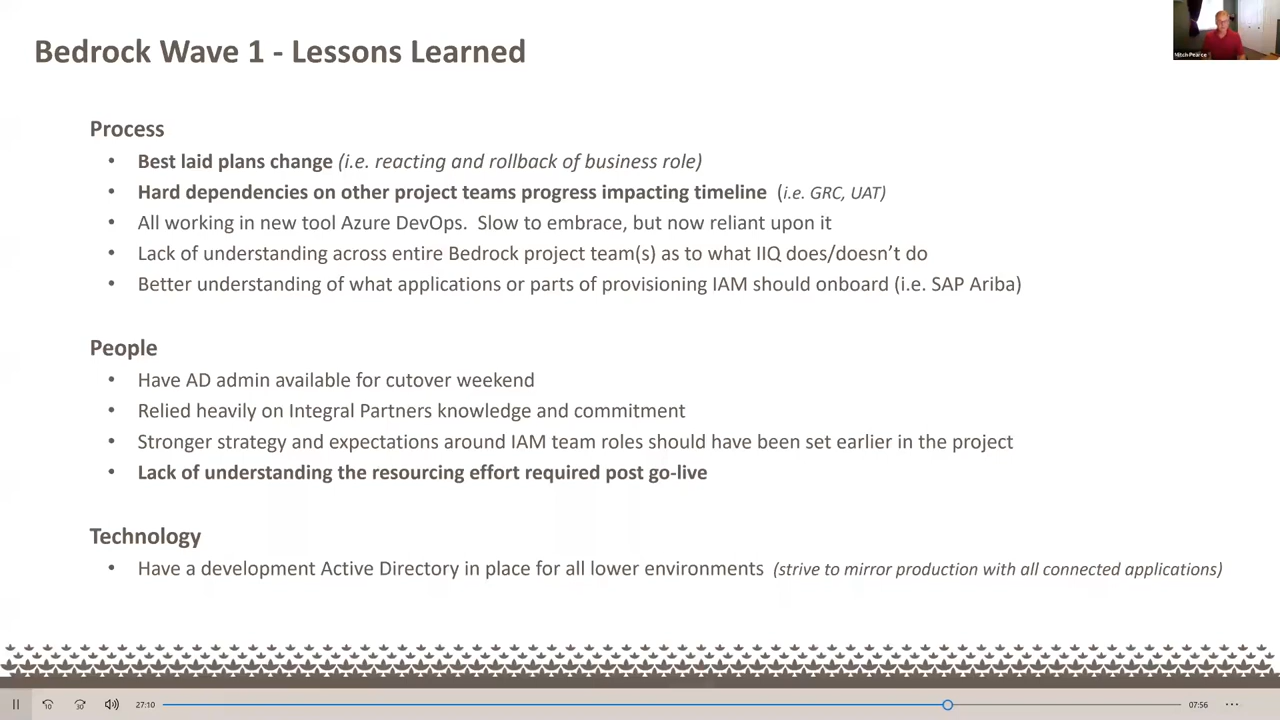 Bedrock Wave 1 - Lessons Learned
Mitch Pearce
Process
• Best laid plans change (i.e. reacting and rollback of business role)
• Hard dependencies on other project teams progress impacting timeline (i.e. GRC, UAT)
• All working in new tool Azure DevOps. Slow to embrace, but now reliant upon it
• Lack of understanding across entire Bedrock project team(s) as to what IIQ does/doesn’t do
• Better understanding of what applications or parts of provisioning IAM should onboard (i.e. SAP Ariba)
People
• Have AD admin available for cutover weekend
• Relied heavily on Integral Partners knowledge and commitment
• Stronger strategy and expectations around IAM team roles should have been set earlier in the project
• Lack of understanding the resourcing effort required post go-live
Technology
• Have a development Active Directory in place for all lower environments (strive to mirror production with all connected applications)
10
30
27:10
07:56